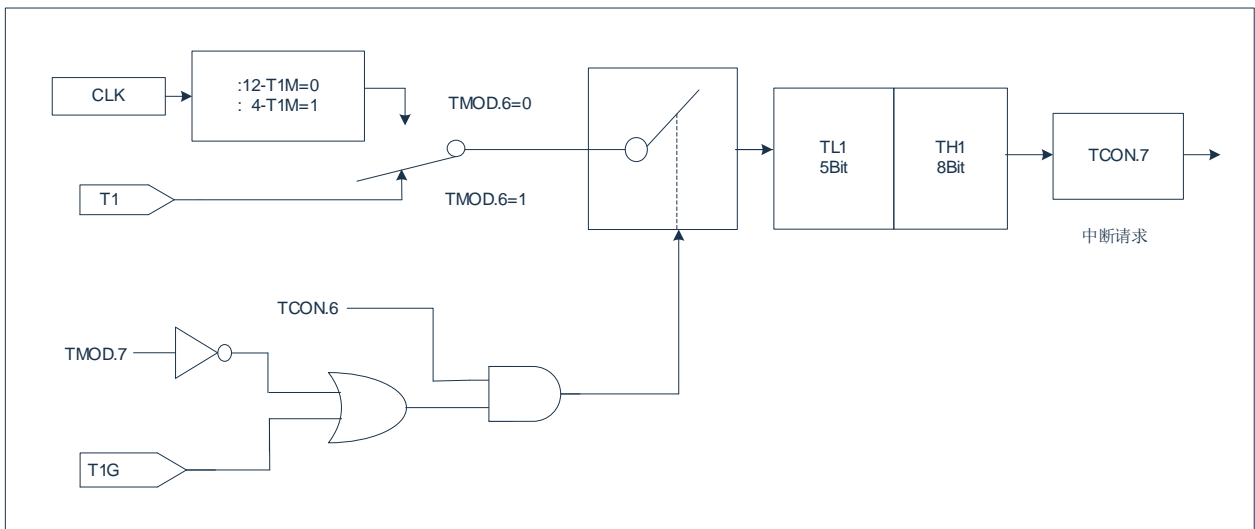 CLK
:12-T1M=0
: 4-T1M=1
TMOD.6=0
T1
TMOD.6=1
TL1
5Bit
TH1
8Bit
TCON.7
中断请求
TCON.6
TMOD.7
T1G